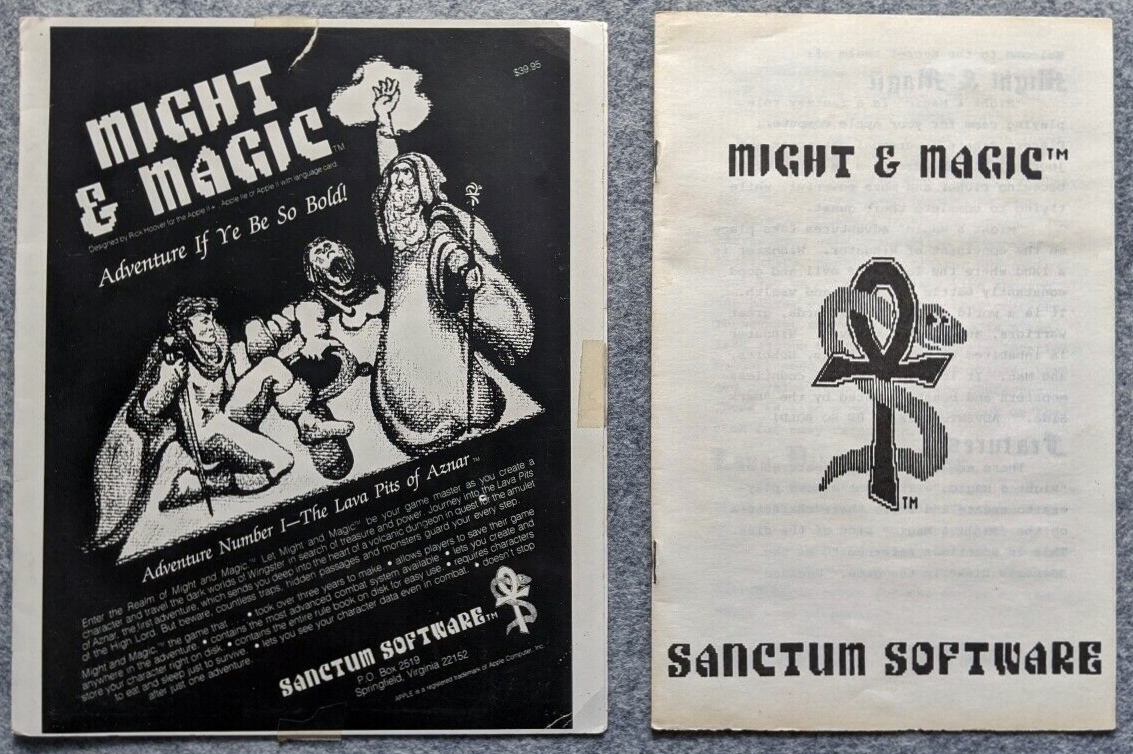 $39.95
MIGHT
& MAGIC™
Designed by Rick Hoover for the Apple II+, Apple IIe or Apple II with language card.
Adventure If Ye Be So Bold!
Adventure Number I—The Lava Pits of Aznar™
Enter the Realm of Might and Magic™. Let Might and Magic™ be your game master as you create a
character and travel the dark worlds of Wingster in search of treasure and power. Journey into the Lava Pits
of Aznar, the first adventure, which sends you deep into the heart of a volcanic dungeon in quest for the amulet
of the High Lord. But beware, countless traps, hidden passages and monsters guard your every step.
Might and Magic™ the game that... • took over three years to make • allows players to save their game
anywhere in the adventure • contains the most advanced combat system available • lets you create and
store your character right on disk • contains the entire rule book on disk for easy use • requires characters
to eat and sleep just to survive • lets you see your character data even in combat • doesn't stop
after just one adventure.
SANCTUM SOFTWARE™
P.O. Box 2519
Springfield, Virginia 22152
APPLE is a registered trademark of Apple Computer, Inc.
MIGHT & MAGIC™
TM
SANCTUM SOFTWARE